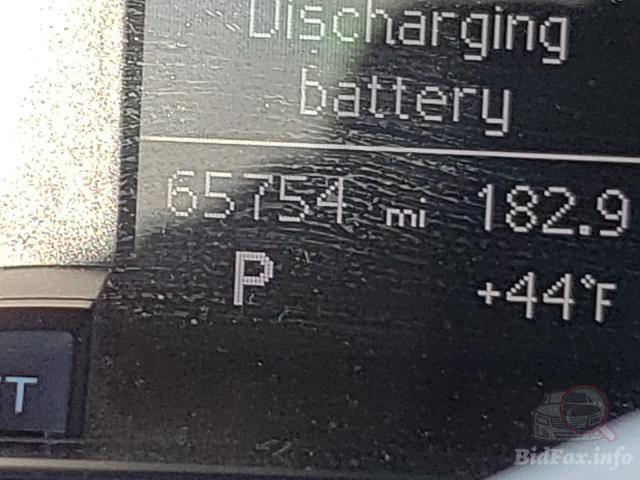 Discharging
battery
65754 mi 182.9
P +44°F
T
BidFax.info